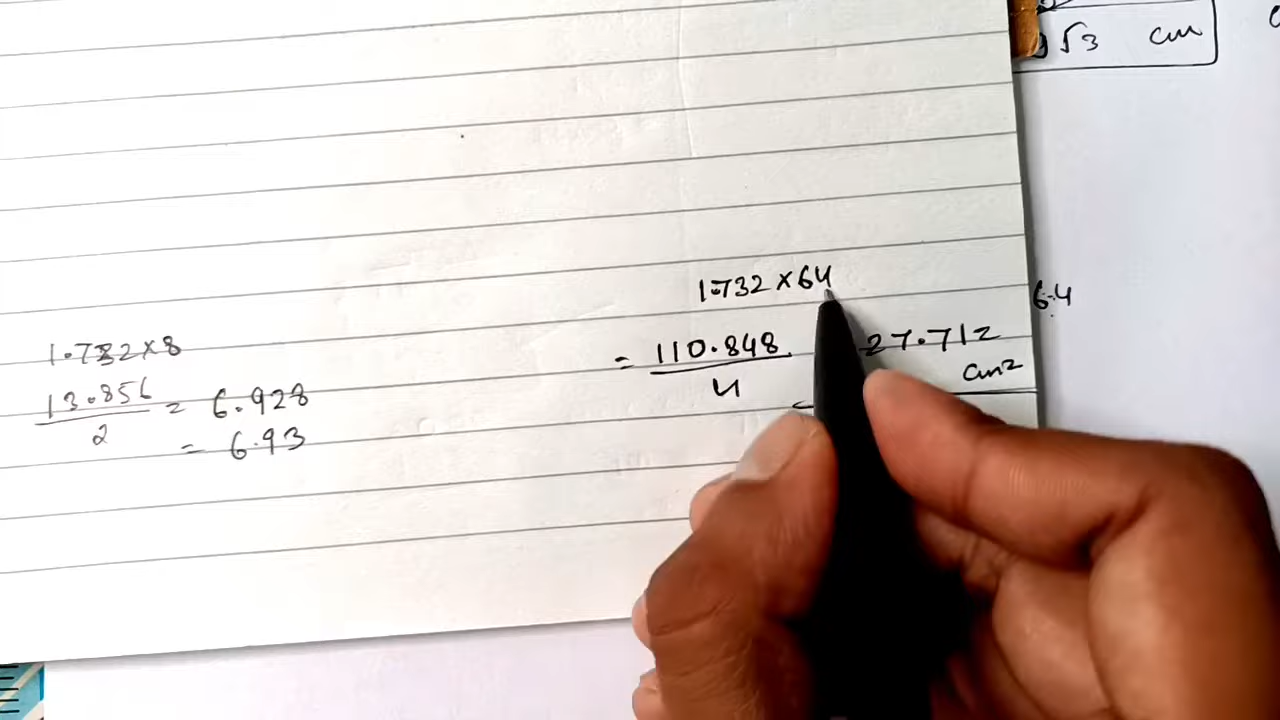 √3 cm
1.732 × 64
6.4
= 110.848 / 4 27.712
cm²
1.732 × 8
13.856 / 2 = 6.928
= 6.93